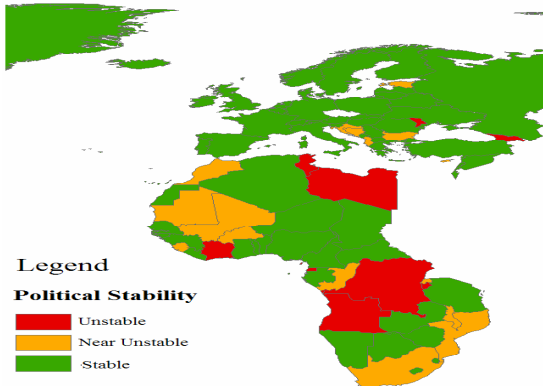 Legend
Political Stability
Unstable
Near Unstable
Stable